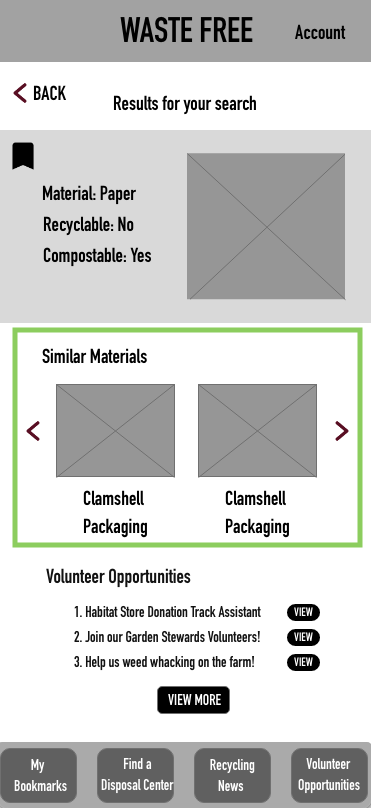 WASTE FREE
Account
BACK
Results for your search
Material: Paper
Recyclable: No
Compostable: Yes
Similar Materials
Clamshell
Packaging
Clamshell
Packaging
Volunteer Opportunities
1. Habitat Store Donation Track Assistant
VIEW
2. Join our Garden Stewards Volunteers!
VIEW
3. Help us weed whacking on the farm!
VIEW
VIEW MORE
My
Bookmarks
Find a
Disposal Center
Recycling
News
Volunteer
Opportunities